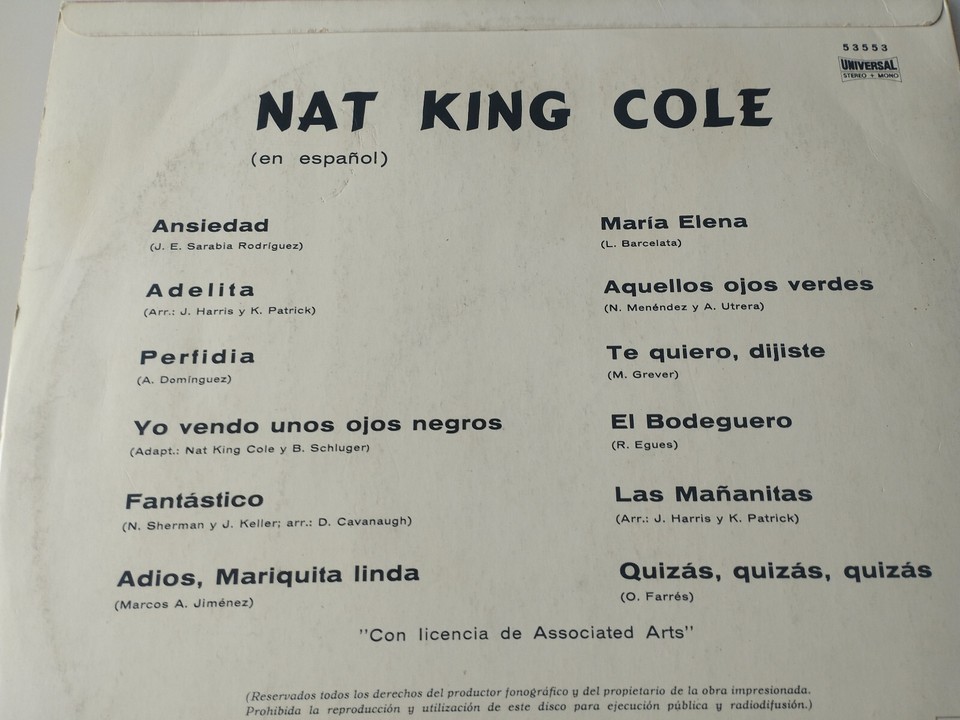 53553
UNIVERSAL
STEREO + MONO
NAT KING COLE
(en español)
Ansiedad
(J. E. Sarabia Rodríguez)
Adelita
(Arr.: J. Harris y K. Patrick)
Perfidia
(A. Domínguez)
Yo vendo unos ojos negros
(Adapt.: Nat King Cole y B. Schluger)
Fantástico
(N. Sherman y J. Keller; arr.: D. Cavanaugh)
Adios, Mariquita linda
(Marcos A. Jiménez)
María Elena
(L. Barcelata)
Aquellos ojos verdes
(N. Menéndez y A. Utrera)
Te quiero, dijiste
(M. Grever)
El Bodeguero
(R. Egues)
Las Mañanitas
(Arr.: J. Harris y K. Patrick)
Quizás, quizás, quizás
(O. Farrés)
"Con licencia de Associated Arts"
(Reservados todos los derechos del productor fonográfico y del propietario de la obra impresionada.
Prohibida la reproducción y utilización de este disco para ejecución pública y radiodifusión.)